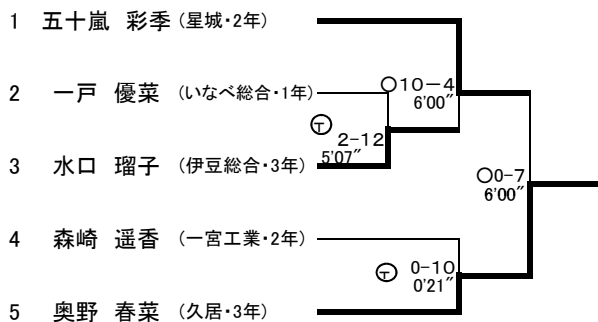 1 五十嵐 彩季 (星城・2年)
○10-4
6'00"
2 一戸 優菜 (いなべ総合・1年)
Ⓣ 2-12
5'07"
3 水口 瑠子 (伊豆総合・3年)
○0-7
6'00"
4 森崎 遥香 (一宮工業・2年)
Ⓣ 0-10
0'21"
5 奥野 春菜 (久居・3年)